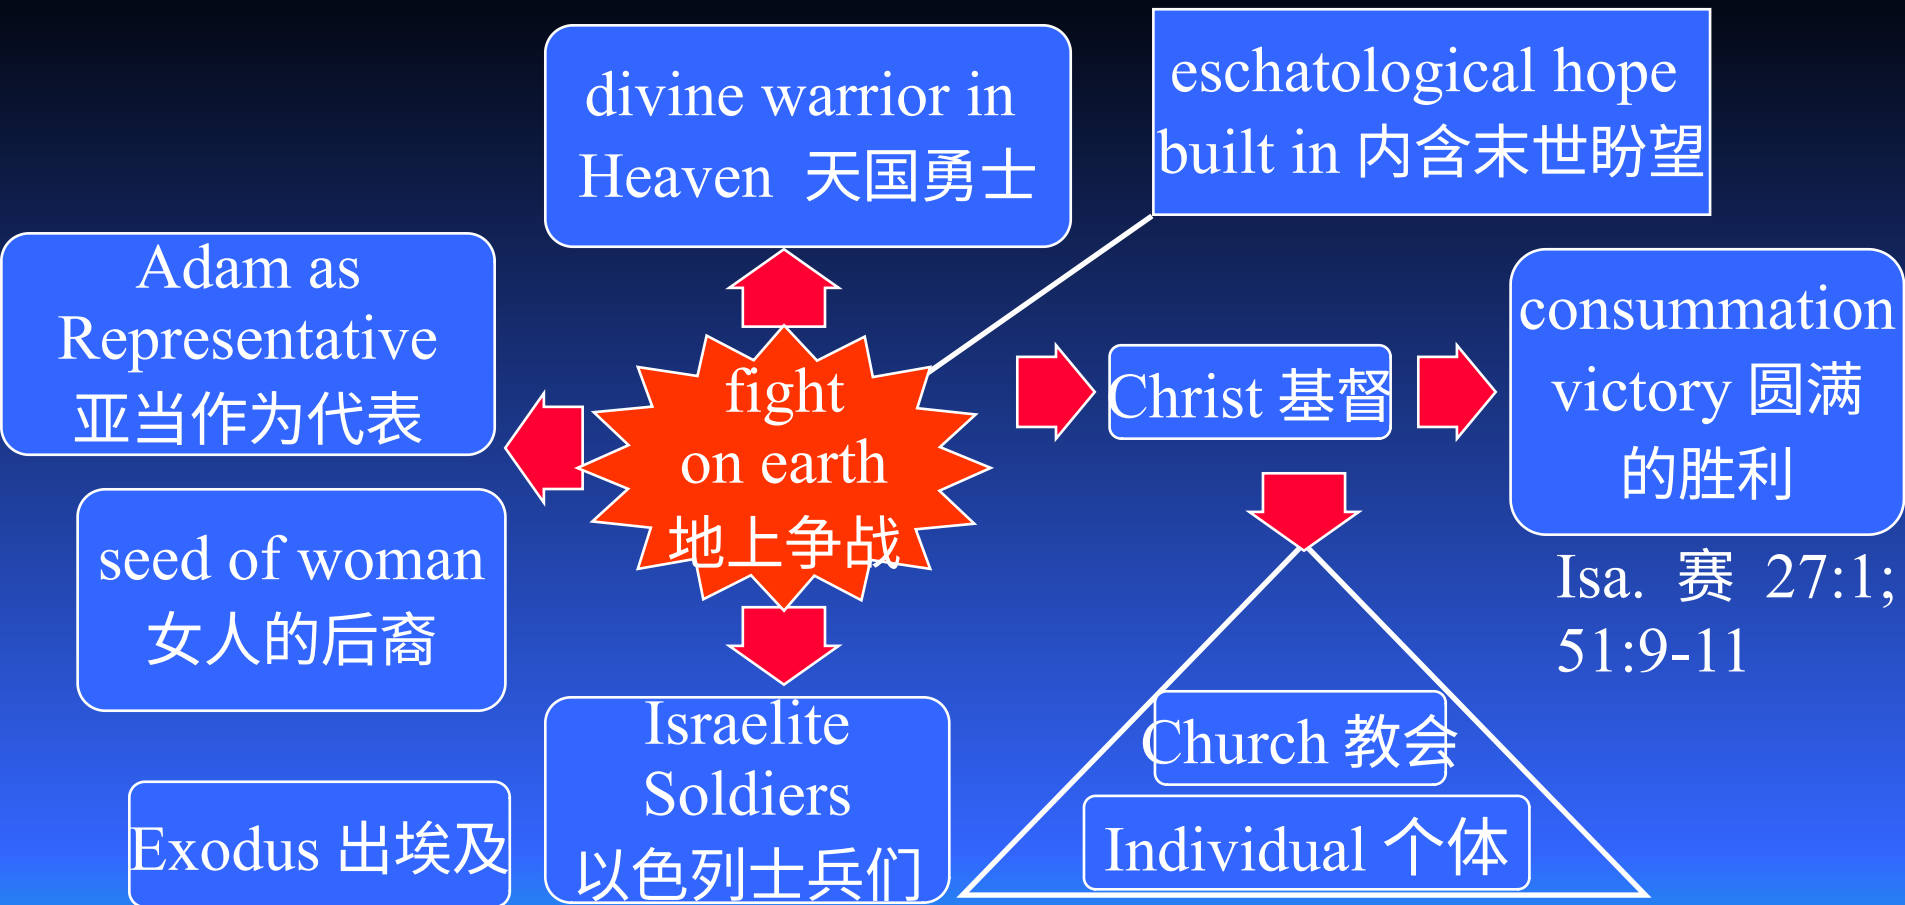 divine warrior in
Heaven 天国勇士
eschatological hope
built in 内含末世盼望
Adam as
Representative
亚当作为代表
fight
on earth
地上争战
Christ 基督
consummation
victory 圆满
的胜利
Isa. 赛 27:1;
51:9-11
seed of woman
女人的后裔
Israelite
Soldiers
以色列士兵们
Exodus 出埃及
Church 教会
Individual 个体